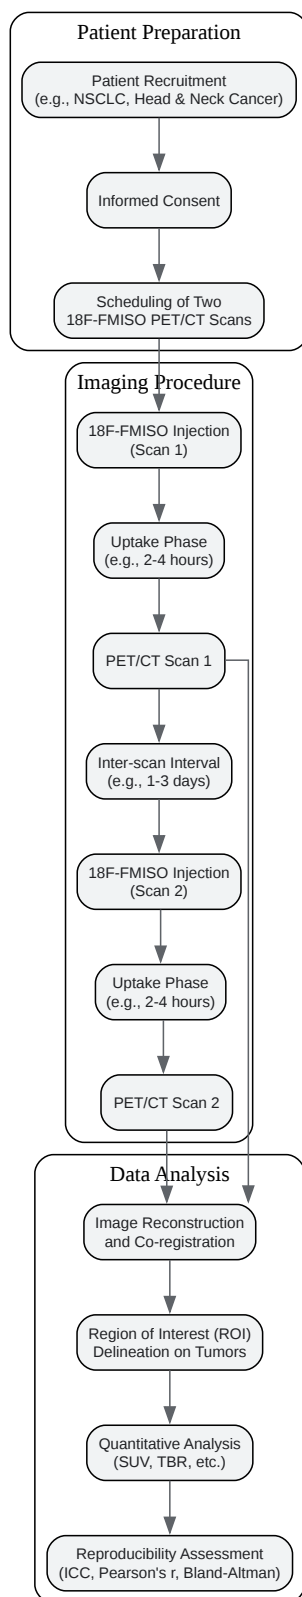 Patient Preparation
Patient Recruitment
(e.g., NSCLC, Head & Neck Cancer)
Informed Consent
Scheduling of Two
18F-FMISO PET/CT Scans
Imaging Procedure
18F-FMISO Injection
(Scan 1)
Uptake Phase
(e.g., 2-4 hours)
PET/CT Scan 1
Inter-scan Interval
(e.g., 1-3 days)
18F-FMISO Injection
(Scan 2)
Uptake Phase
(e.g., 2-4 hours)
PET/CT Scan 2
Data Analysis
Image Reconstruction
and Co-registration
Region of Interest (ROI)
Delineation on Tumors
Quantitative Analysis
(SUV, TBR, etc.)
Reproducibility Assessment
(ICC, Pearson's r, Bland-Altman)